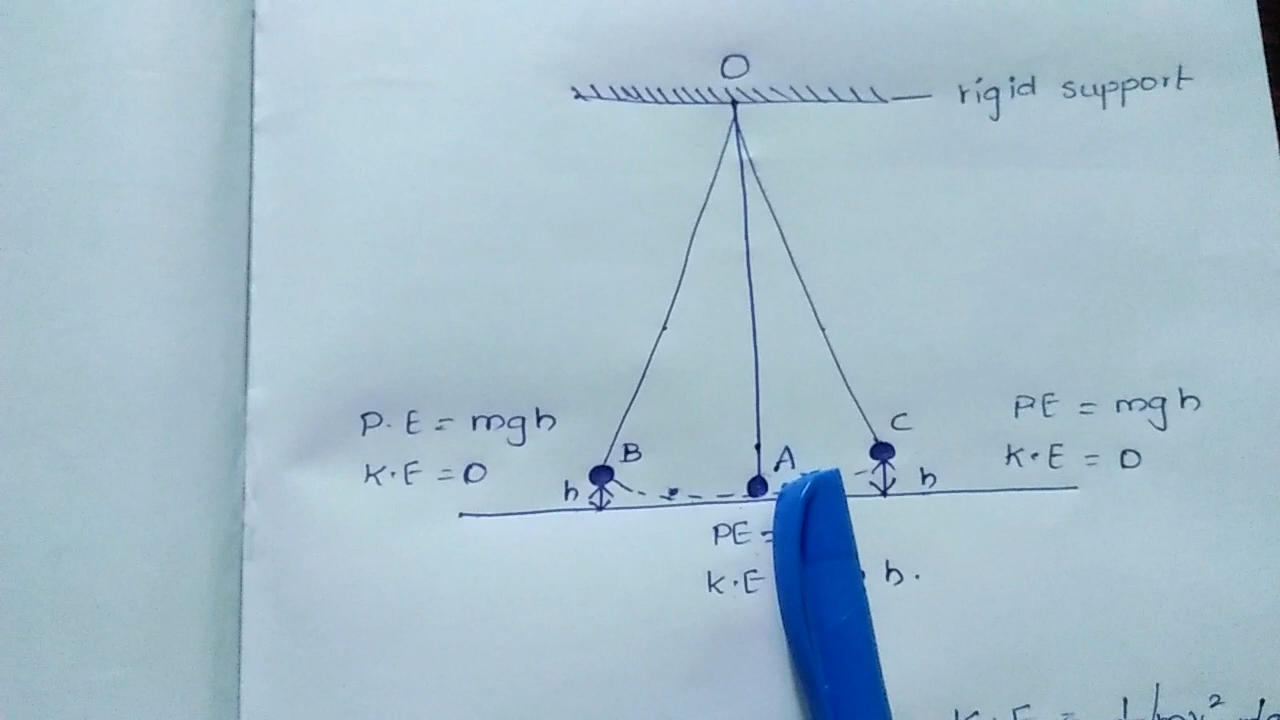 O
rigid support
P.E = mgh
K.E = 0
B
h
A
C
h
PE = mgh
K.E = 0
PE =
K.E
h.
K.E =